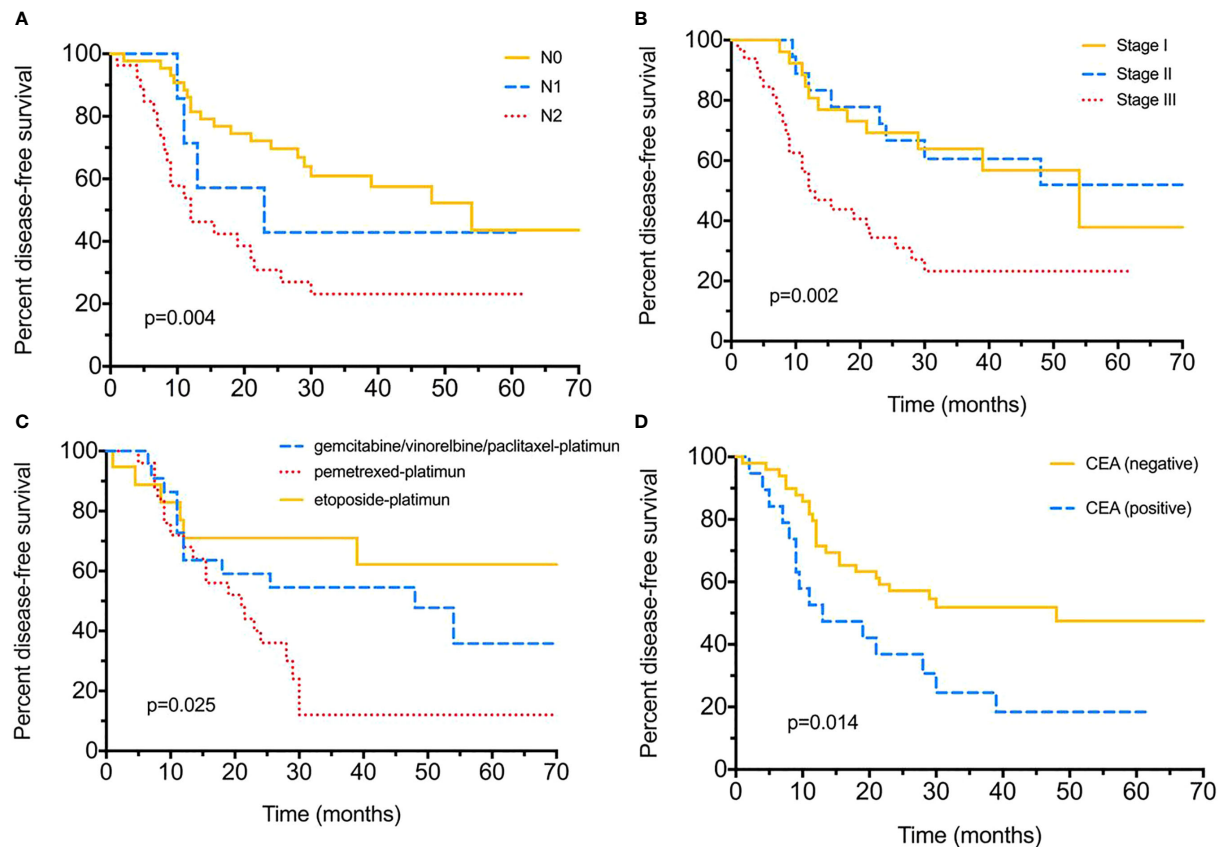 A
Percent disease-free survival
100
80
60
40
20
0
0 10 20 30 40 50 60 70
N0
N1
N2
p=0.004
B
Percent disease-free survival
100
80
60
40
20
0
0 10 20 30 40 50 60 70
Time (months)
Stage I
Stage II
Stage III
p=0.002
C
Percent disease-free survival
100
80
60
40
20
0
0 10 20 30 40 50 60 70
Time (months)
gemcitabine/vinorelbine/paclitaxel-platimun
pemetrexed-platimun
etoposide-platimun
p=0.025
D
Percent disease-free survival
100
80
60
40
20
0
0 10 20 30 40 50 60 70
Time (months)
CEA (negative)
CEA (positive)
p=0.014